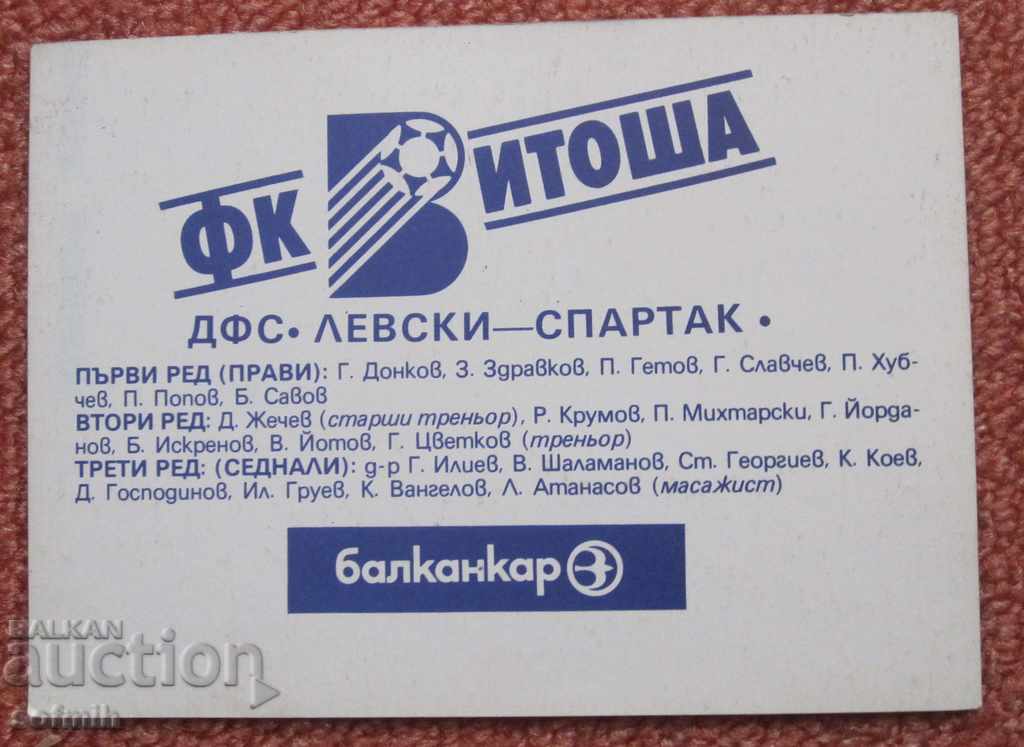 ФК ВИТОША
ДФС • ЛЕВСКИ—СПАРТАК •
ПЪРВИ РЕД (ПРАВИ): Г. Донков, З. Здравков, П. Гетов, Г. Славчев, П. Хуб-
чев, П. Попов, Б. Савов
ВТОРИ РЕД: Д. Жечев (старши треньор), Р. Крумов, П. Михтарски, Г. Йорда-
нов, Б. Искренов, В. Йотов, Г. Цветков (треньор)
ТРЕТИ РЕД: (СЕДНАЛИ): д-р Г. Илиев, В. Шаламанов, Ст. Георгиев, К. Коев,
Д. Господинов, Ил. Груев, К. Вангелов, Л. Атанасов (масажист)
балканкар
BALKAN
auction
sofmih